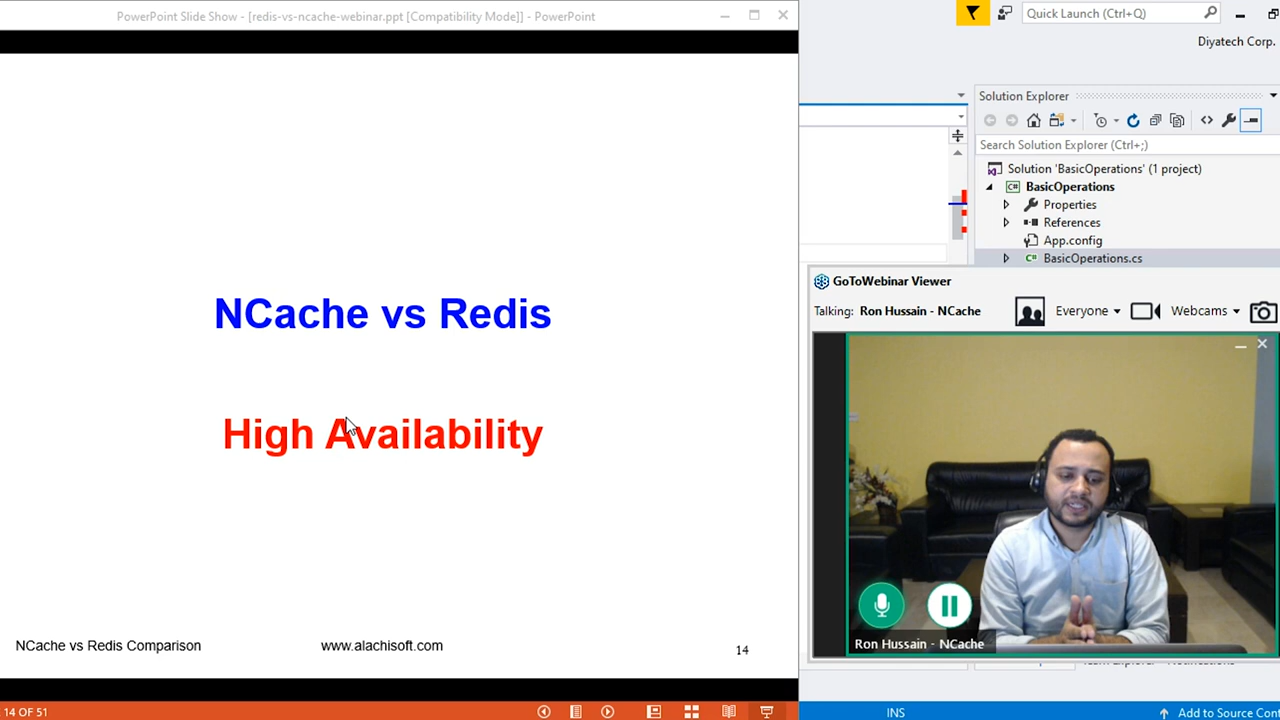 PowerPoint Slide Show - [redis-vs-ncache-webinar.ppt [Compatibility Mode]] - PowerPoint
NCache vs Redis
High Availability
NCache vs Redis Comparison
www.alachisoft.com
14
14 OF 51
Quick Launch (Ctrl+Q)
Diyatech Corp.
Solution Explorer
Search Solution Explorer (Ctrl+;)
Solution 'BasicOperations' (1 project)
BasicOperations
Properties
References
App.config
BasicOperations.cs
GoToWebinar Viewer
Talking: Ron Hussain - NCache
Everyone
Webcams
Ron Hussain - NCache
INS
Add to Source Cont